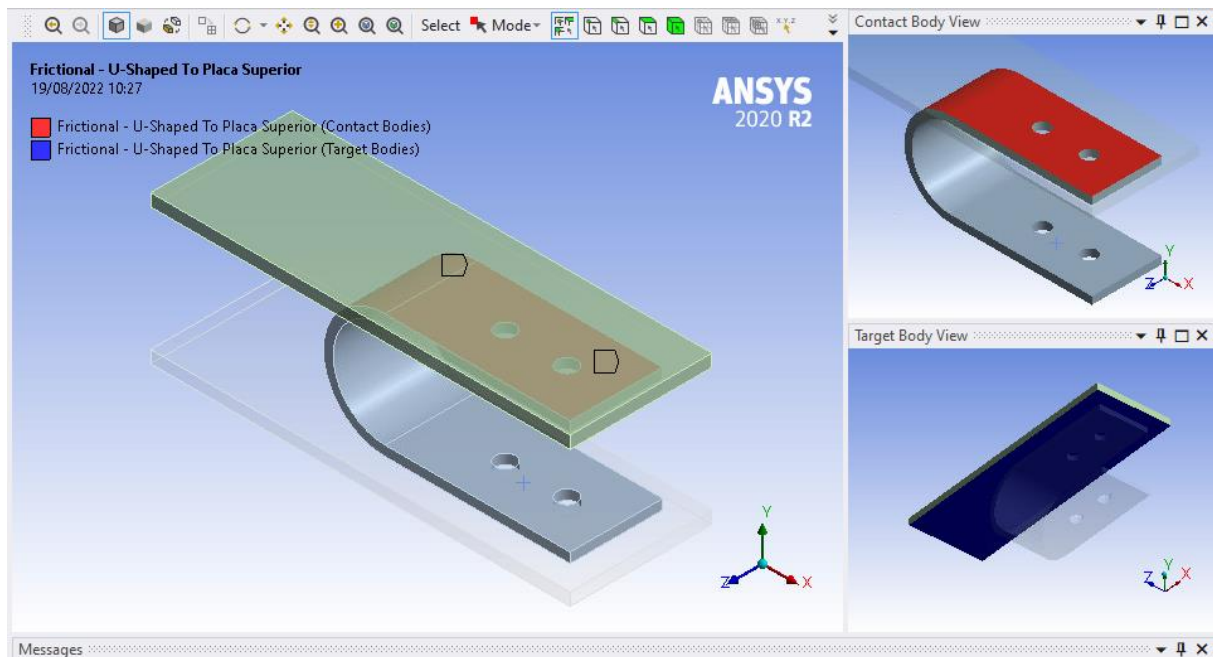 Select Mode
X,Y,Z
Frictional - U-Shaped To Placa Superior
19/08/2022 10:27
Frictional - U-Shaped To Placa Superior (Contact Bodies)
Frictional - U-Shaped To Placa Superior (Target Bodies)
ANSYS
2020 R2
Y
Z
X
Contact Body View
Y
Z
X
Target Body View
Y
Z
X
Messages